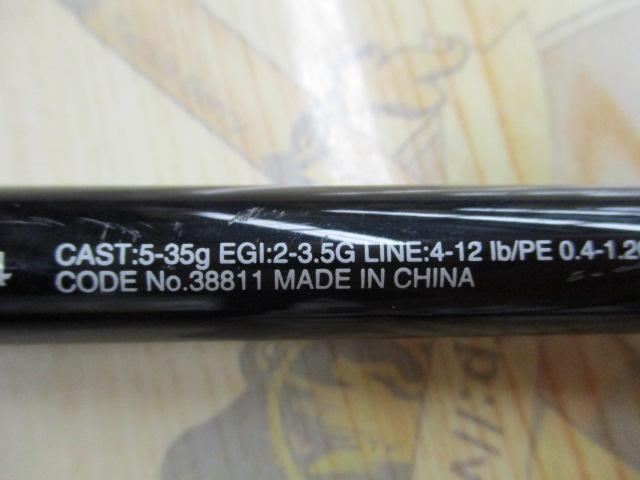 4 CAST:5-35g EGI:2-3.5G LINE:4-12 lb/PE 0.4-1.2
CODE No.38811 MADE IN CHINA